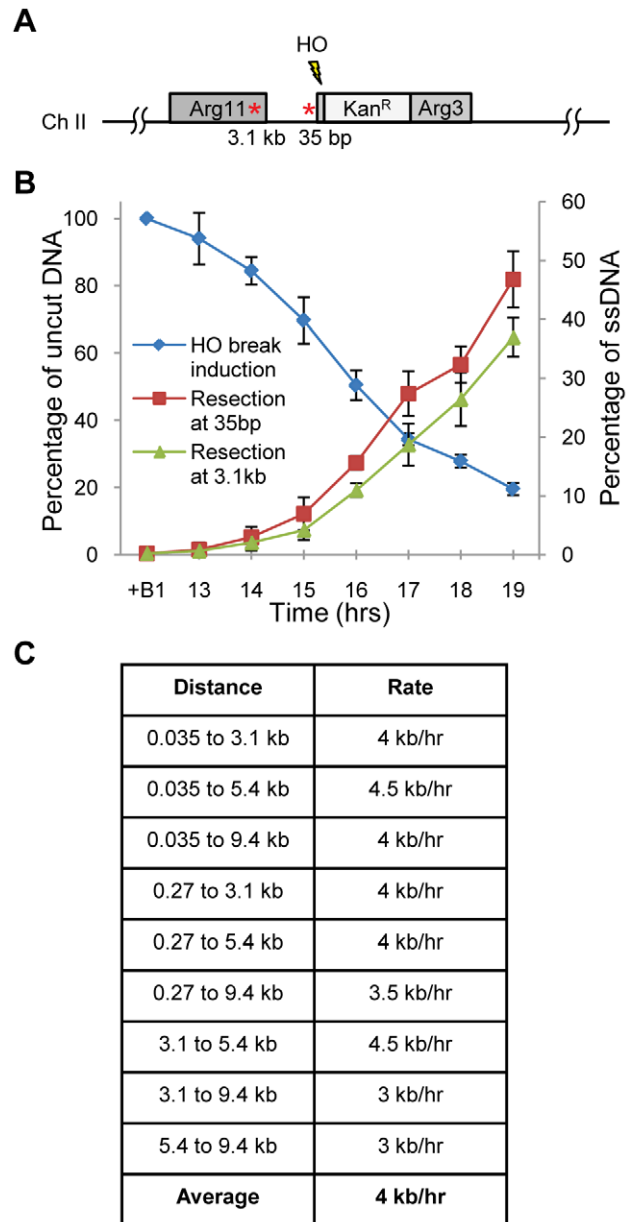 A
HO
Ch II
Arg11 * * Kan^R Arg3
3.1 kb 35 bp
B
Percentage of uncut DNA
100
80
60
40
20
0
HO break
induction
Resection
at 35bp
Resection
at 3.1kb
60
50
40
30
20
10
0
Percentage of ssDNA
+B1 13 14 15 16 17 18 19
Time (hrs)
C
Distance Rate
0.035 to 3.1 kb 4 kb/hr
0.035 to 5.4 kb 4.5 kb/hr
0.035 to 9.4 kb 4 kb/hr
0.27 to 3.1 kb 4 kb/hr
0.27 to 5.4 kb 4 kb/hr
0.27 to 9.4 kb 3.5 kb/hr
3.1 to 5.4 kb 4.5 kb/hr
3.1 to 9.4 kb 3 kb/hr
5.4 to 9.4 kb 3 kb/hr
Average 4 kb/hr